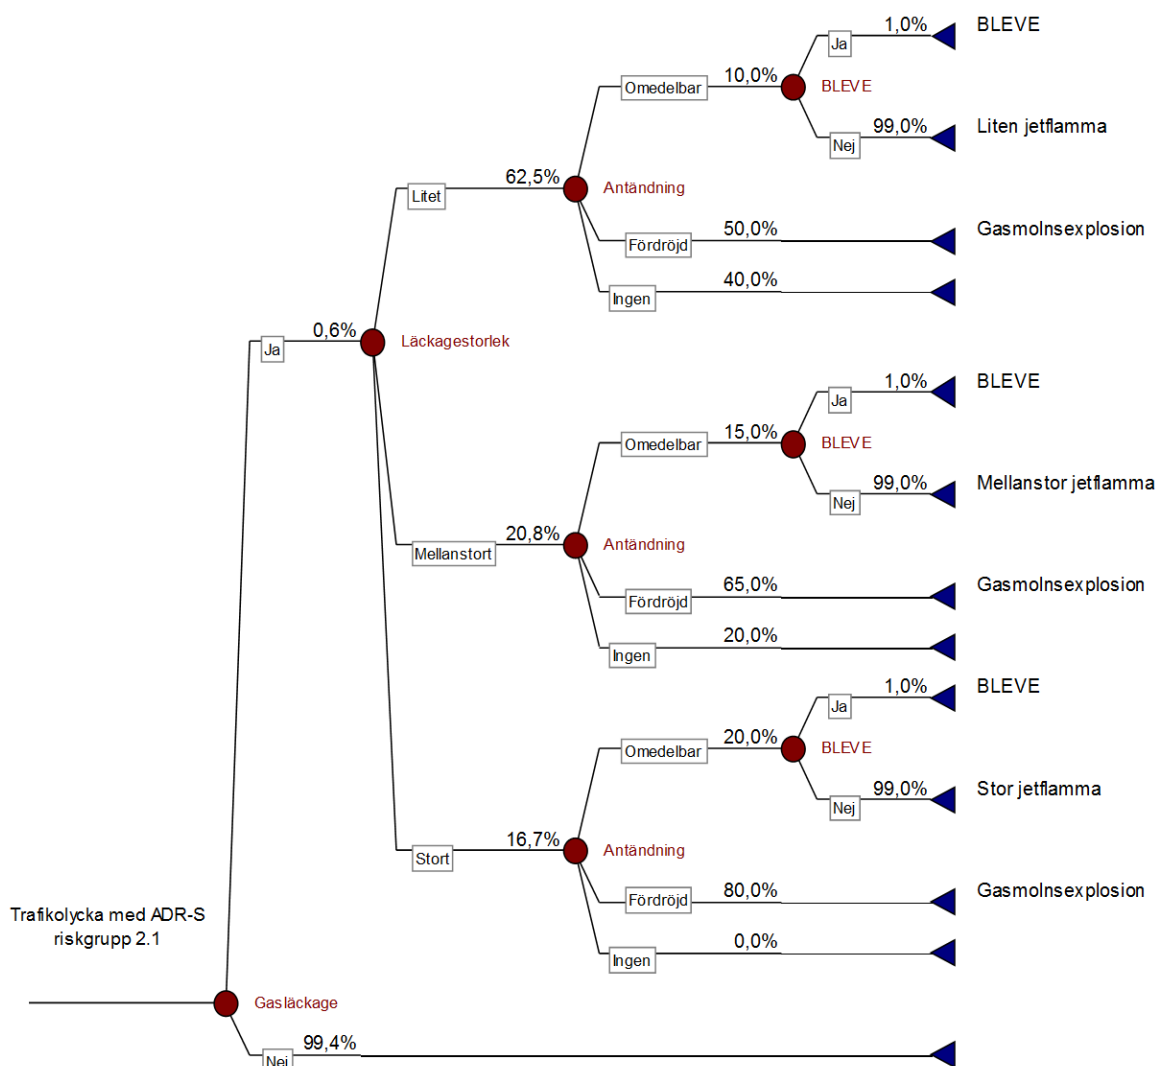 1,0%
BLEVE
Ja
Omedelbar
10,0%
BLEVE
99,0%
Liten jetflamma
Nej
62,5%
Litet
Antändning
50,0%
Gasmolnsexplosion
Fördröjd
40,0%
Ingen
0,6%
Ja
Läckagestorlek
1,0%
BLEVE
Ja
Omedelbar
15,0%
BLEVE
99,0%
Mellanstor jetflamma
Nej
20,8%
Mellanstort
Antändning
65,0%
Gasmolnsexplosion
Fördröjd
20,0%
Ingen
1,0%
BLEVE
Ja
Omedelbar
20,0%
BLEVE
99,0%
Stor jetflamma
Nej
16,7%
Stort
Antändning
80,0%
Gasmolnsexplosion
Fördröjd
0,0%
Ingen
Trafikolycka med ADR-S
riskgrupp 2.1
Gasläckage
99,4%
Nej